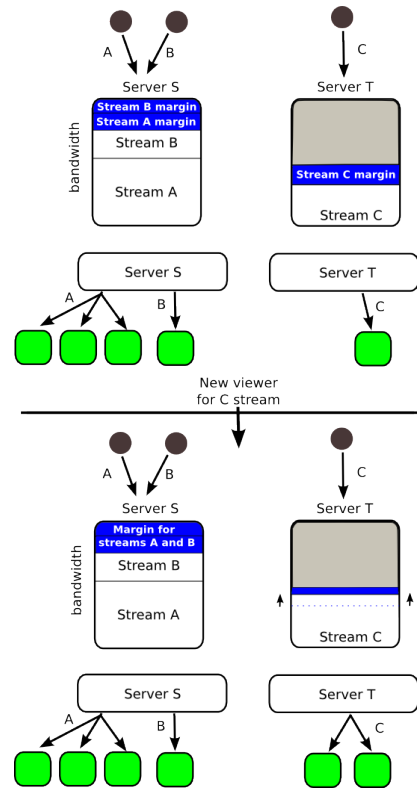 A
B
C
Server S
Server T
bandwidth
Stream B margin
Stream A margin
Stream B
Stream A
Stream C margin
Stream C
Server S
Server T
A
B
C
New viewer
for C stream
A
B
C
Server S
Server T
bandwidth
Margin for
streams A and B
Stream B
Stream A
Stream C
Server S
Server T
A
B
C